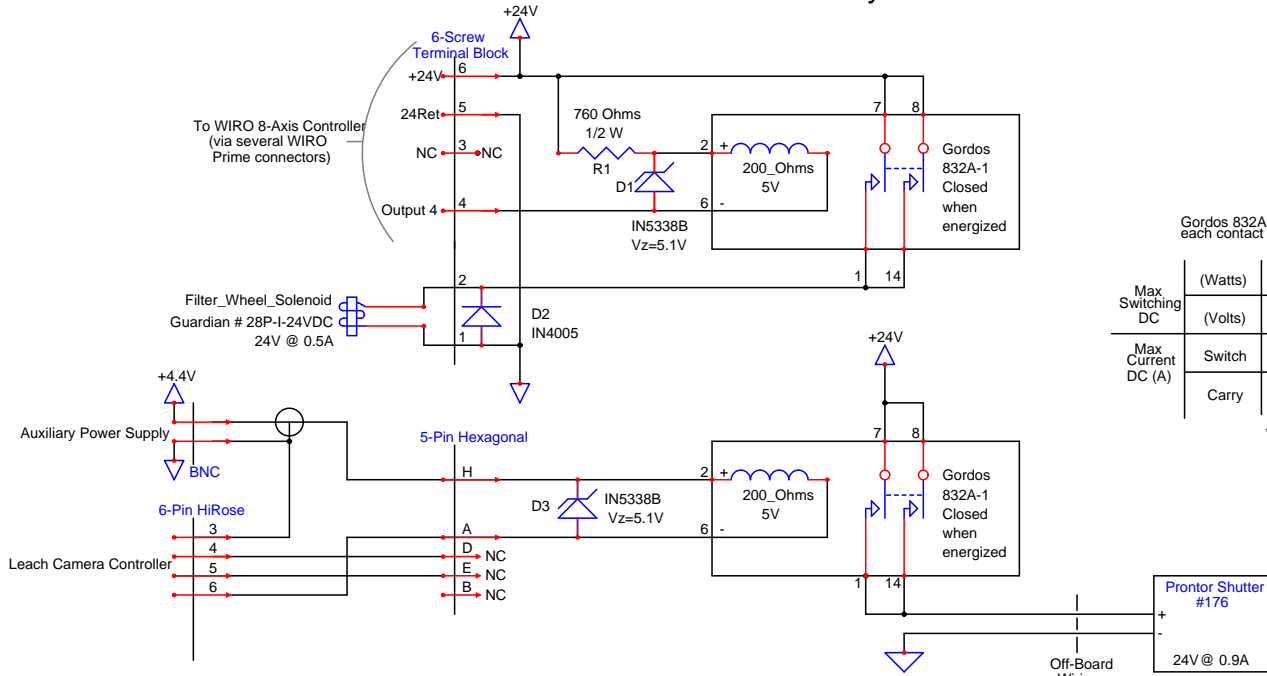 +24V
6-Screw
Terminal Block
+24V 6
24Ret 5
NC 3 NC
Output 4 4
To WIRO 8-Axis Controller
(via several WIRO
Prime connectors)
760 Ohms
1/2 W
R1
D1
IN5338B
Vz=5.1V
2 +
200_Ohms
5V
6 -
7 8
Gordos
832A-1
Closed
when
energized
1 14
Gordos 832A
each contact
Max
Switching
DC
(Watts)
(Volts)
Max
Current
DC (A)
Switch
Carry
2
Filter_Wheel_Solenoid
Guardian # 28P-I-24VDC
24V @ 0.5A
1
D2
IN4005
+4.4V
Auxiliary Power Supply
BNC
6-Pin HiRose
3
4
5
6
Leach Camera Controller
5-Pin Hexagonal
H
A
D NC
E NC
B NC
D3
IN5338B
Vz=5.1V
+24V
7 8
2 +
200_Ohms
5V
6 -
Gordos
832A-1
Closed
when
energized
1 14
Prontor Shutter
#176
+
-
24V @ 0.9A
Off-Board